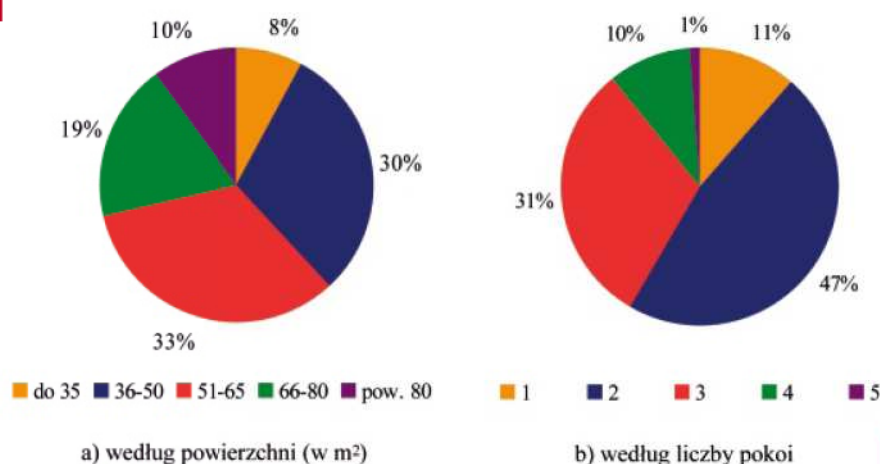 10%
8%
19%
30%
33%
do 35 36-50 51-65 66-80 pow. 80
a) według powierzchni (w m²)
10%
1%
11%
31%
47%
1 2 3 4 5
b) według liczby pokoi